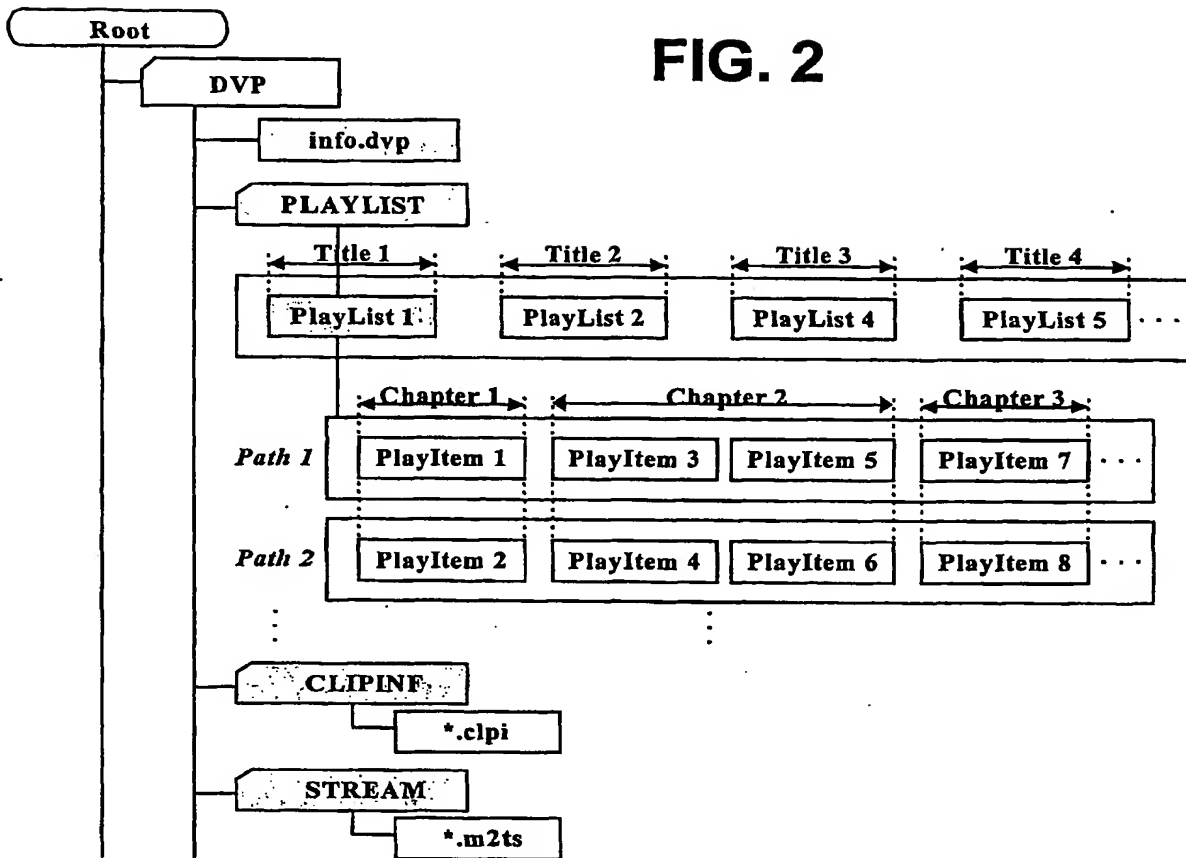 Root
FIG. 2
DVP
info.dvp
PLAYLIST
Title 1 Title 2 Title 3 Title 4
PlayList 1 PlayList 2 PlayList 4 PlayList 5 . . .
Chapter 1 Chapter 2 Chapter 3
Path 1 PlayItem 1 PlayItem 3 PlayItem 5 PlayItem 7 . . .
Path 2 PlayItem 2 PlayItem 4 PlayItem 6 PlayItem 8 . . .
CLIPINF
*.clpi
STREAM
*.m2ts